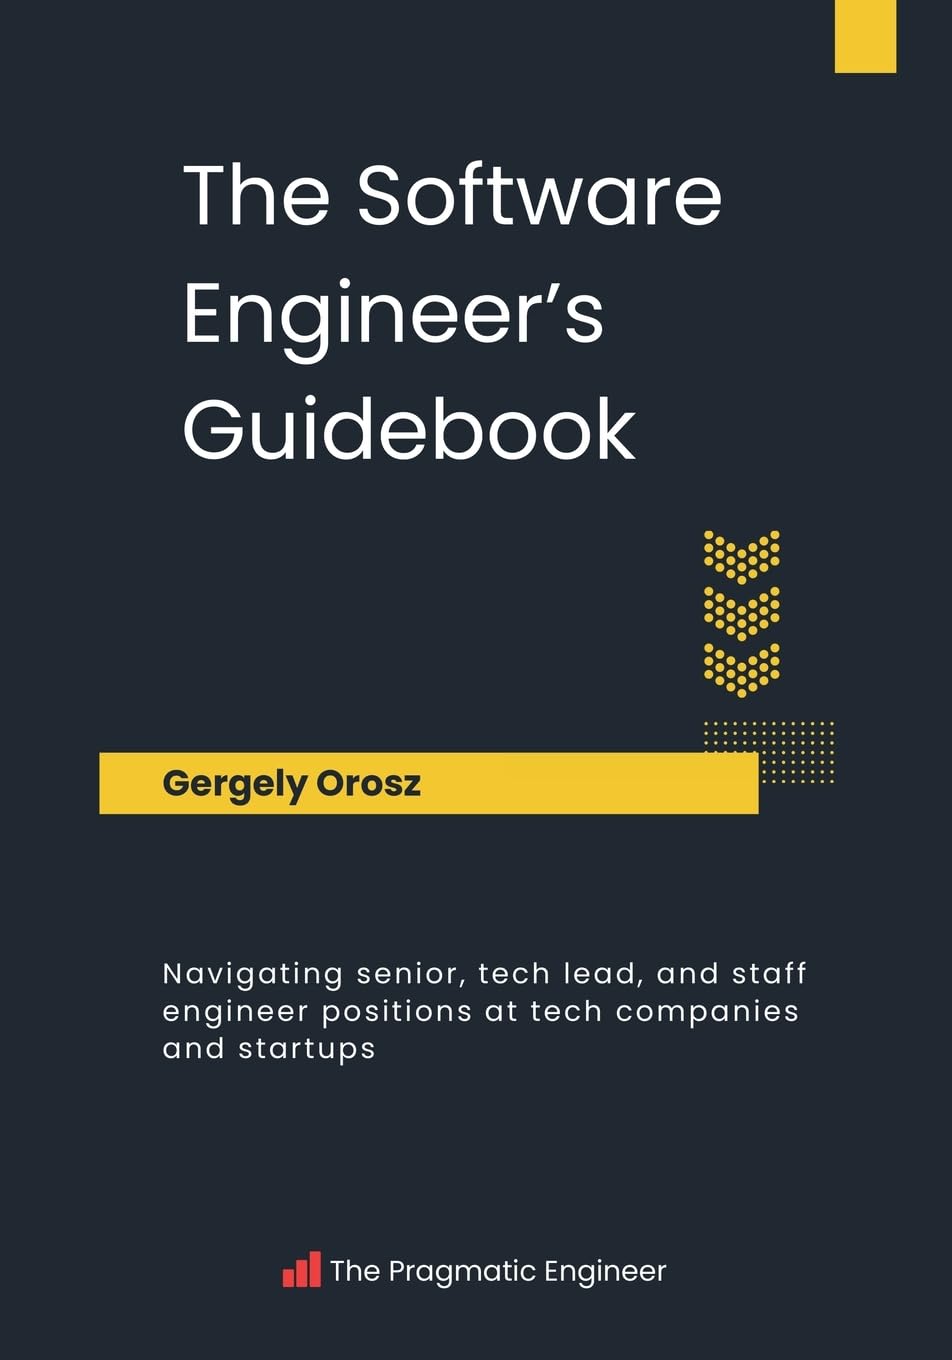 The Software
Engineer’s
Guidebook
Gergely Orosz
Navigating senior, tech lead, and staff
engineer positions at tech companies
and startups
The Pragmatic Engineer